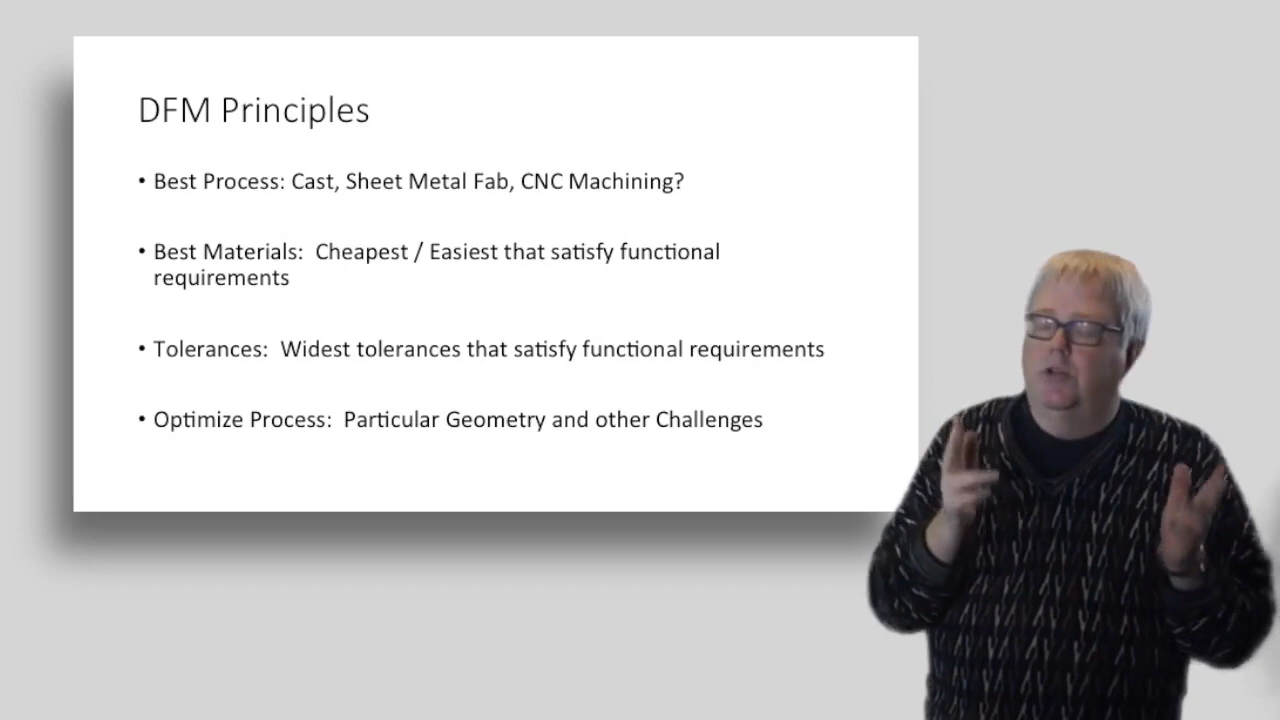 DFM Principles
• Best Process: Cast, Sheet Metal Fab, CNC Machining?
• Best Materials:  Cheapest / Easiest that satisfy functional
requirements
• Tolerances:  Widest tolerances that satisfy functional requirements
• Optimize Process:  Particular Geometry and other Challenges